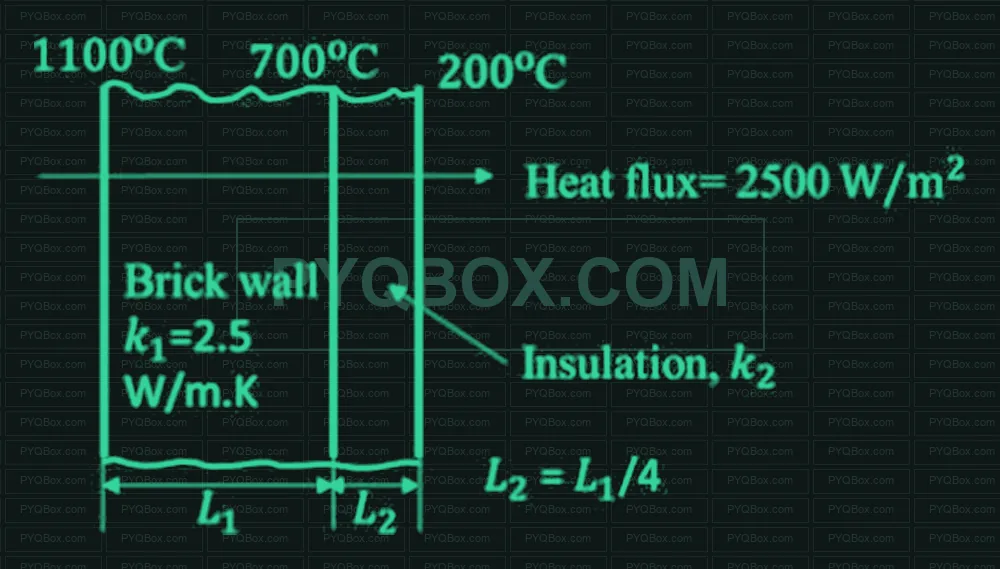 1100°C 700°C 200°C
Heat flux= 2500 W/m²
PYQBOX.COM
Brick wall
k₁=2.5
W/m.K
Insulation, k₂
L₂ = L₁/4
L₁ L₂